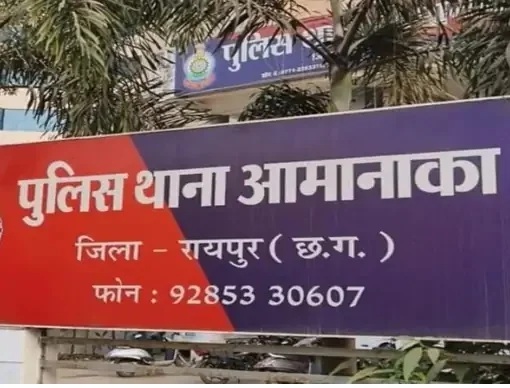 पुलिस
पुलिस थाना आमानाका
जिला - रायपुर ( छ.ग. )
फोन : 92853 30607